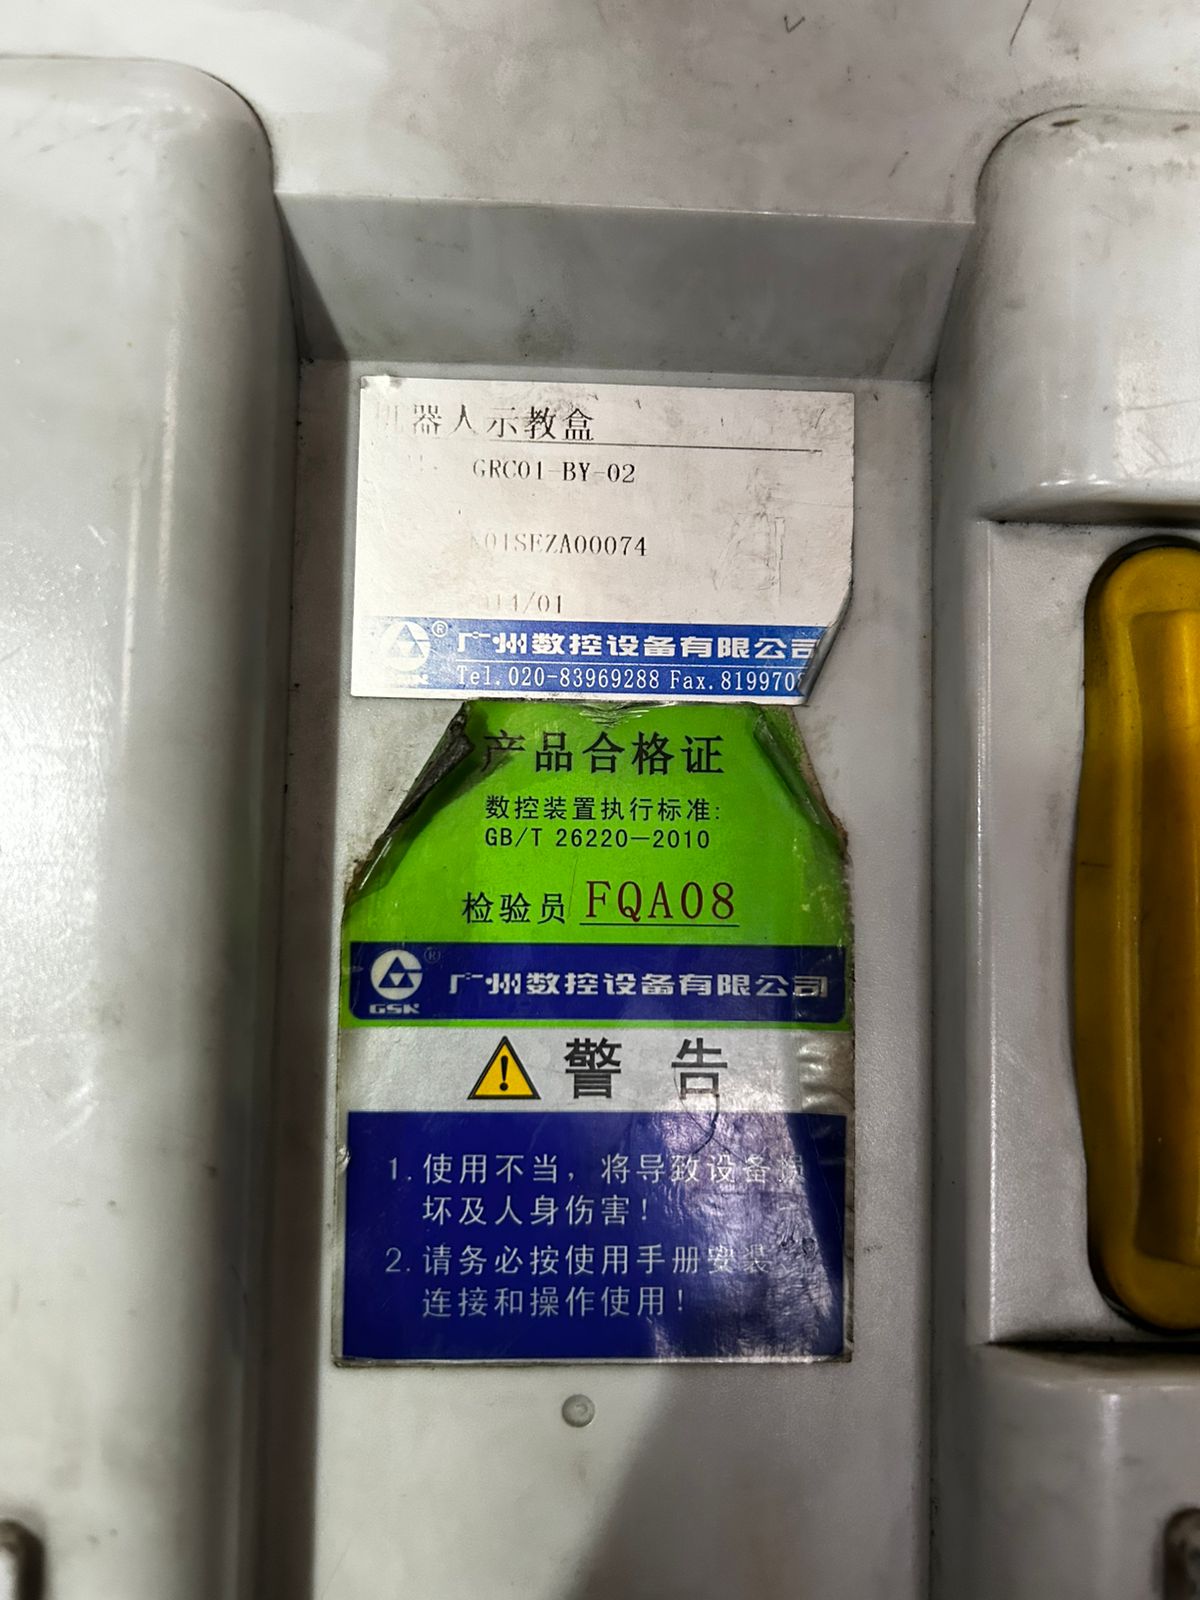 机器人示教盒
GRC01-BY-02
01SEZA00074
14/01
®
广州数控设备有限公司
Tel.020-83969288 Fax.8199708
产品合格证
数控装置执行标准:
GB/T 26220—2010
检验员 FQA08
®
GSK
广州数控设备有限公司
警 告
1.使用不当，将导致设备损
坏及人身伤害！
2.请务必按使用手册安装
连接和操作使用！